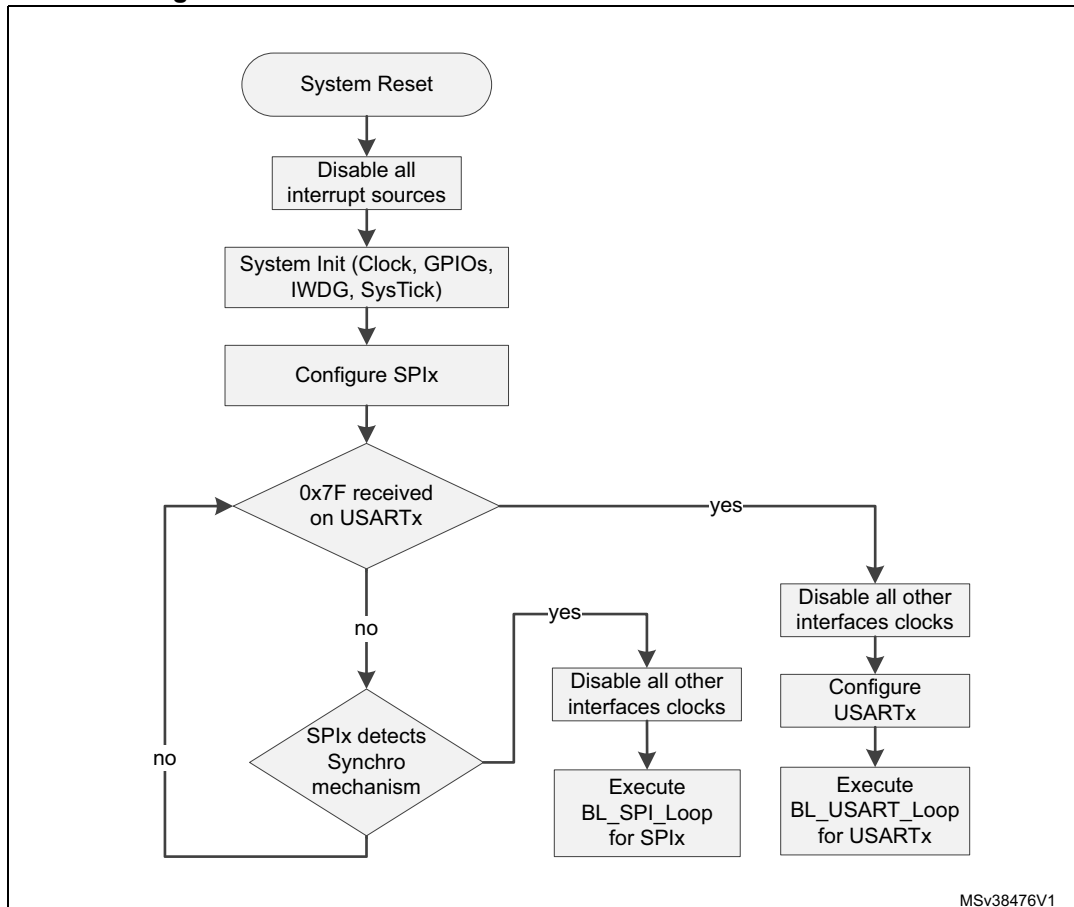 System Reset
Disable all
interrupt sources
System Init (Clock, GPIOs,
IWDG, SysTick)
Configure SPIx
0x7F received
on USARTx
yes
no
yes
Disable all other
interfaces clocks
Disable all other
interfaces clocks
Configure
USARTx
SPIx detects
Synchro
mechanism
no
Execute
BL_SPI_Loop
for SPIx
Execute
BL_USART_Loop
for USARTx
MSv38476V1